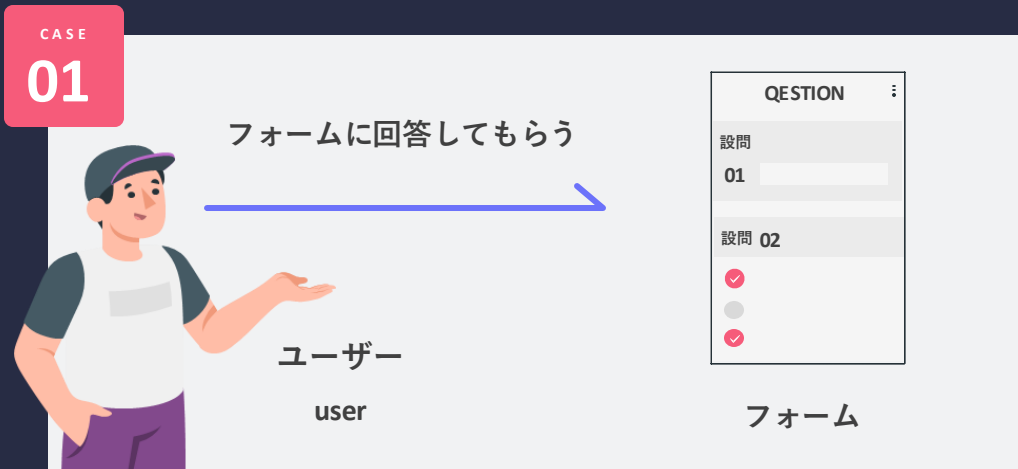 CASE
01
フォームに回答してもらう
ユーザー
user
QESTION
設問
01
設問 02
フォーム